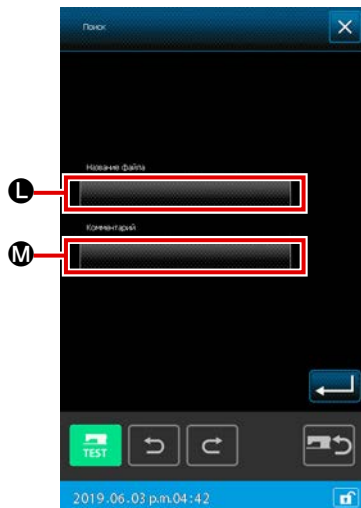 Поиск
Название файла
L
Комментарий
M
TEST
2019.06.03 p.m.04:42